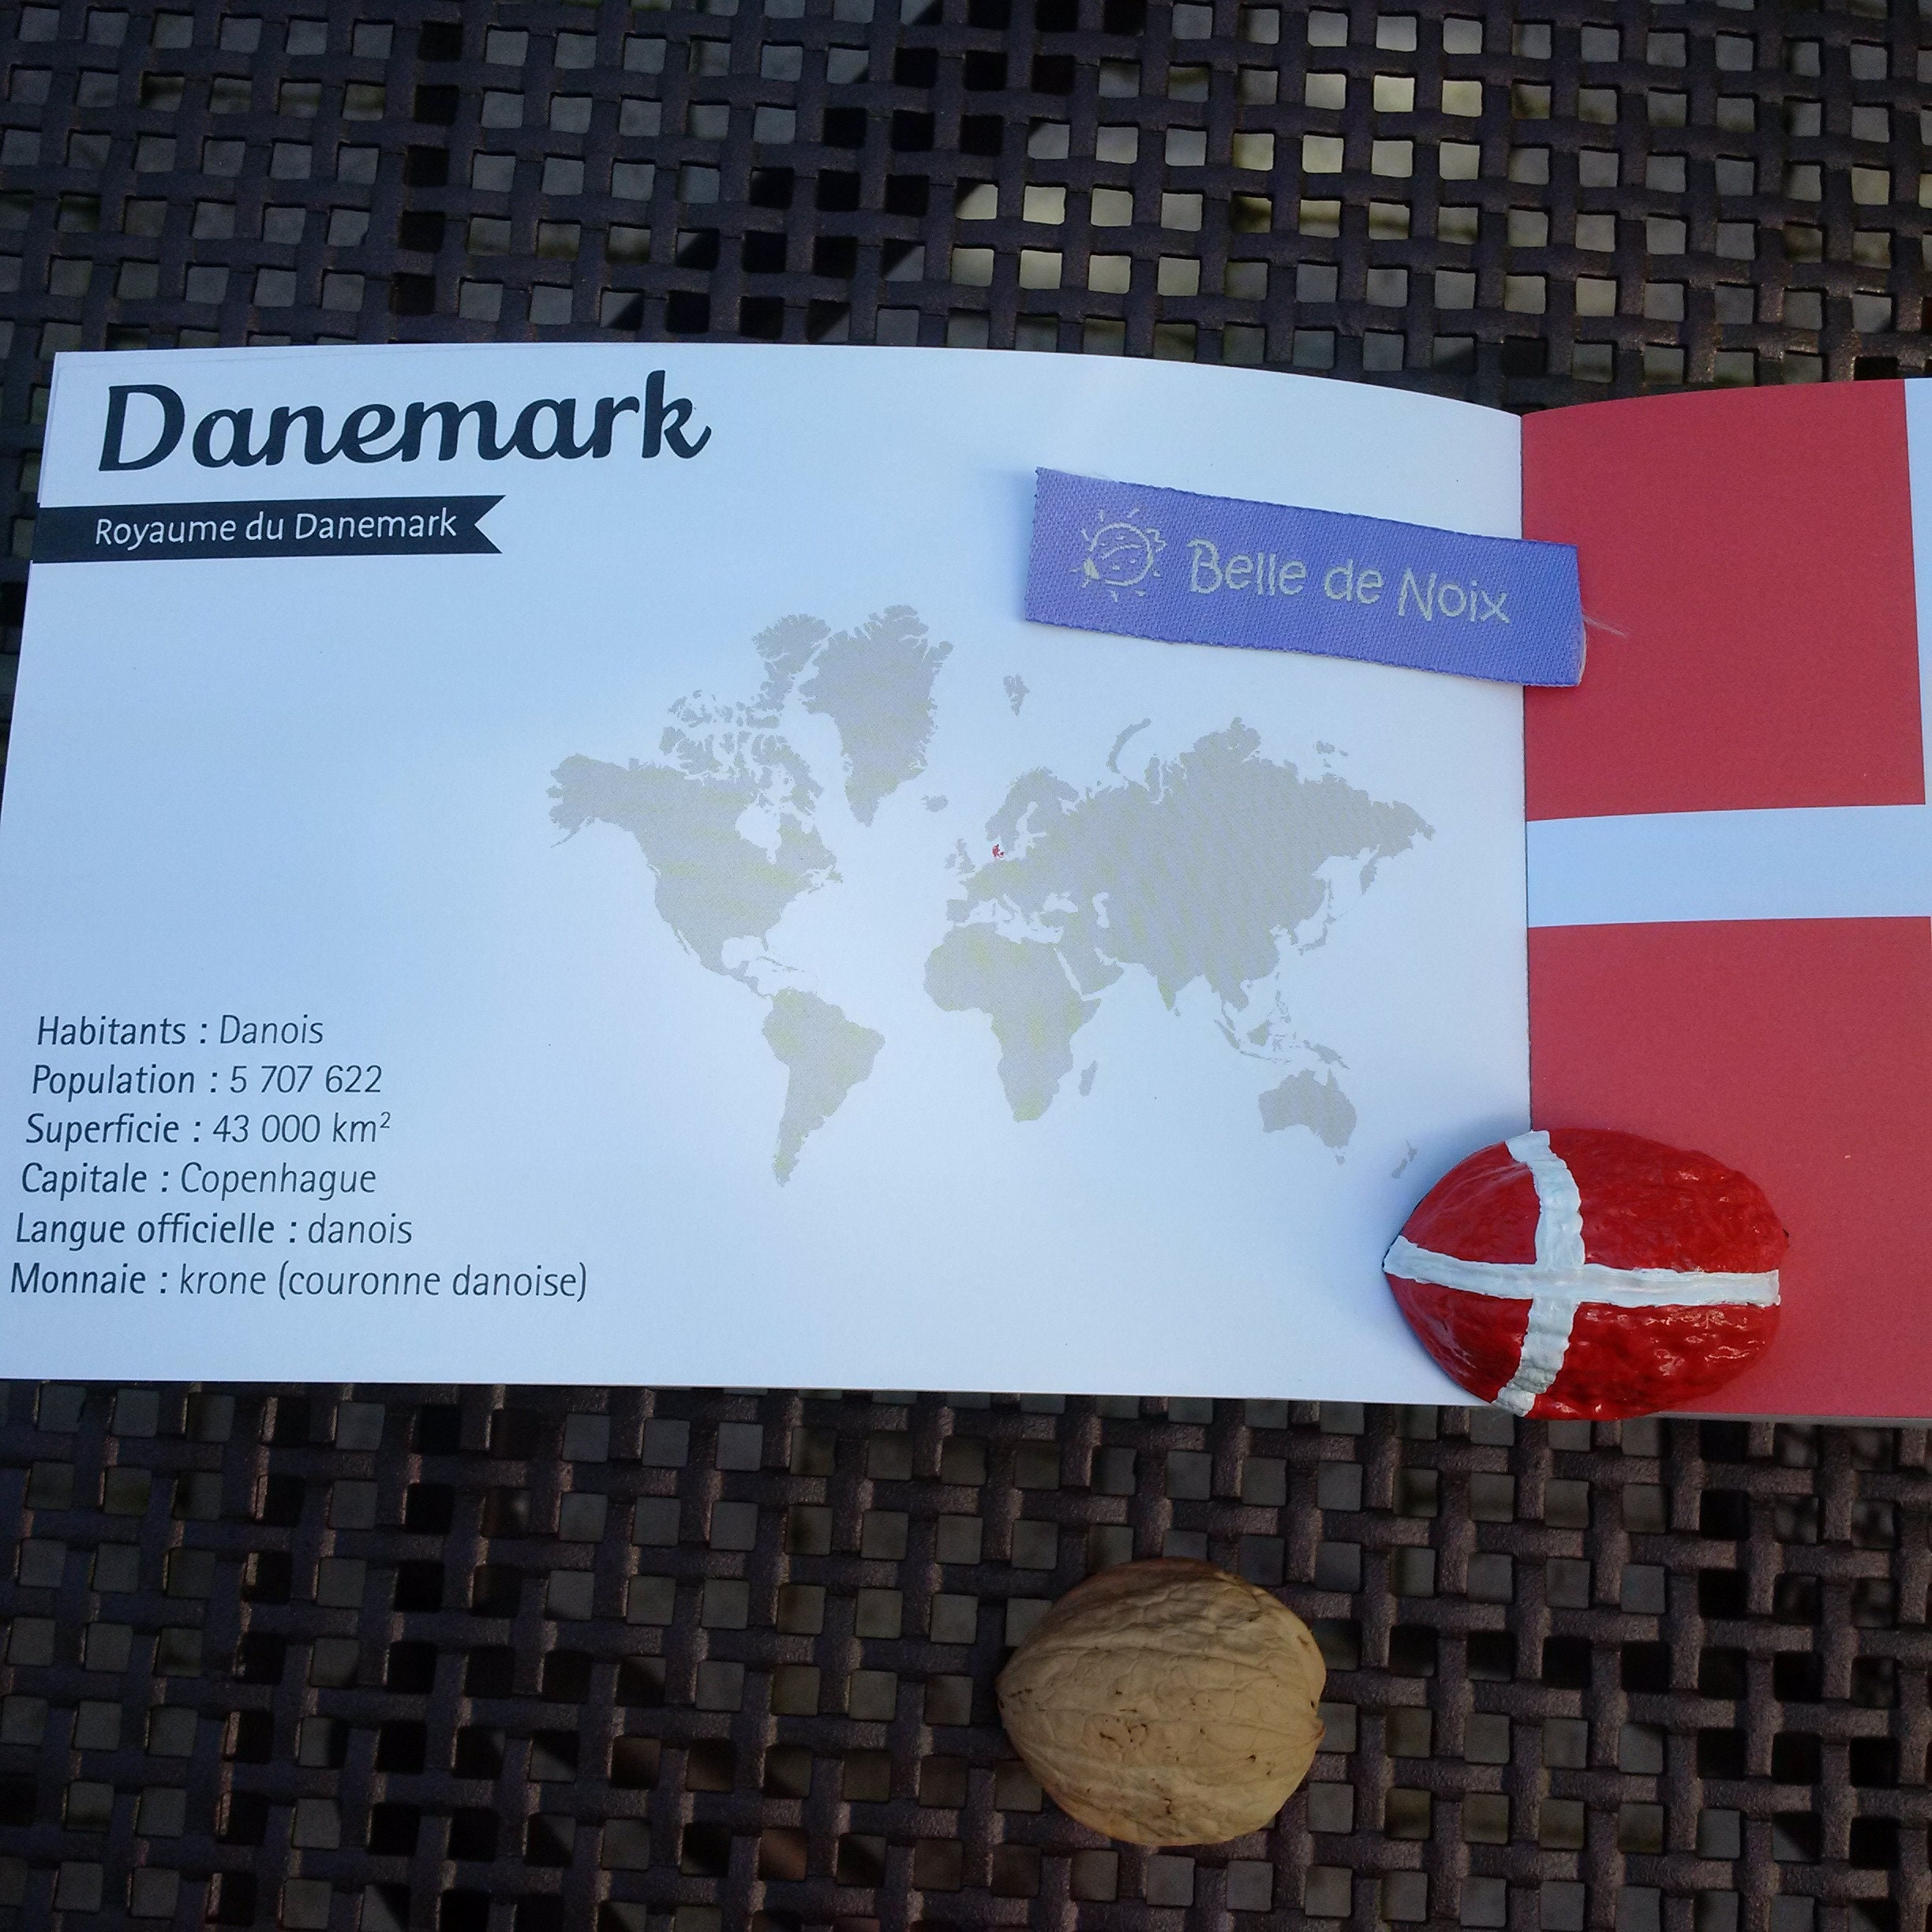 Danemark
Royaume du Danemark
Belle de Noix
Habitants : Danois
Population : 5 707 622
Superficie : 43 000 km²
Capitale : Copenhague
Langue officielle : danois
Monnaie : krone (couronne danoise)